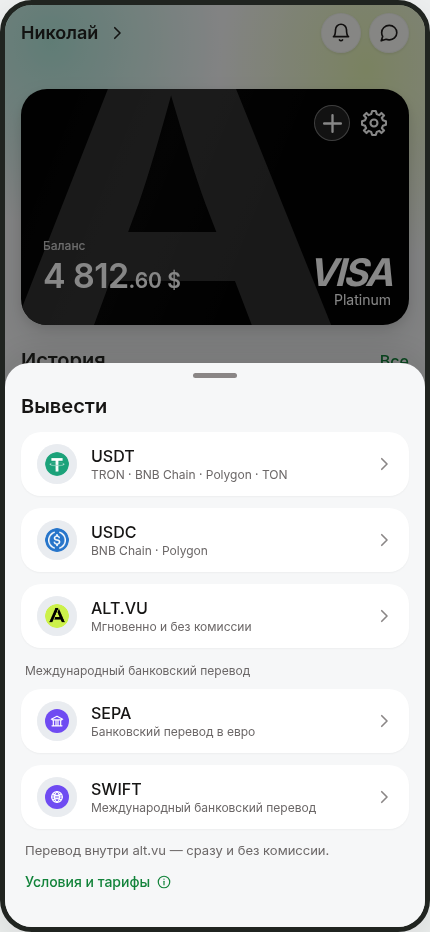 Николай
Баланс
4 812.60 $
VISA
Platinum
История
Все
Вывести
USDT
TRON · BNB Chain · Polygon · TON
USDC
BNB Chain · Polygon
ALT.VU
Мгновенно и без комиссии
Международный банковский перевод
SEPA
Банковский перевод в евро
SWIFT
Международный банковский перевод
Перевод внутри alt.vu — сразу и без комиссии.
Условия и тарифы